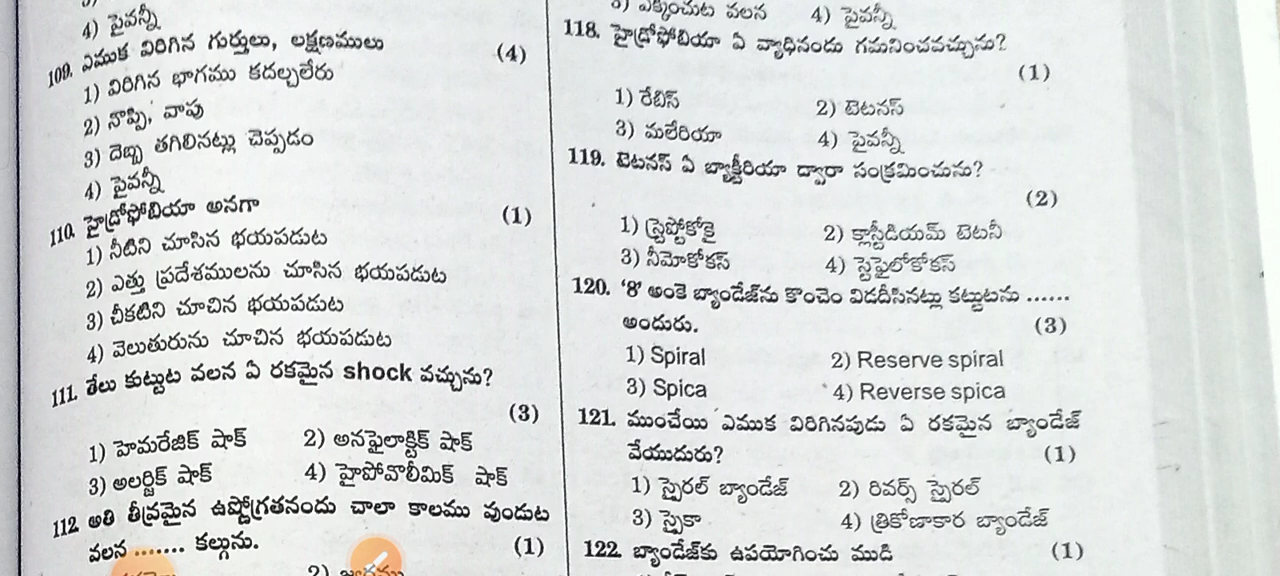 4) పైవన్నీ
109. ఎముక విరిగిన గుర్తులు, లక్షణములు (4)
1) విరిగిన భాగము కదల్చలేరు
2) నొప్పి, వాపు
3) దెబ్బ తగిలినట్లు చెప్పడం
4) పైవన్నీ
110. హైడ్రోఫోబియా అనగా (1)
1) నీటిని చూసిన భయపడుట
2) ఎత్తు ప్రదేశములను చూసిన భయపడుట
3) చీకటిని చూచిన భయపడుట
4) వెలుతురును చూచిన భయపడుట
111. తేలు కుట్టుట వలన ఏ రకమైన shock వచ్చును?
(3)
1) హెమరేజిక్ షాక్ 2) అనఫైలాక్టిక్ షాక్
3) అలర్జిక్ షాక్ 4) హైపోవొలీమిక్ షాక్
112. అతి తీవ్రమైన ఉష్ణోగ్రతనందు చాలా కాలము వుండుట
వలన ....... కల్గును. (1)
3) ఎక్కించుట వలన 4) పైవన్నీ
118. హైడ్రోఫోబియా ఏ వ్యాధినందు గమనించవచ్చును?
(1)
1) రేబిస్ 2) టెటనస్
3) మలేరియా 4) పైవన్నీ
119. టెటనస్ ఏ బ్యాక్టీరియా ద్వారా సంక్రమించును?
(2)
1) స్ట్రెప్టోకోకై 2) క్లాస్ట్రీడియమ్ టెటనీ
3) నీమోకోకస్ 4) స్టెఫైలోకోకస్
120. '8' అంకె బ్యాండేజ్‌ను కొంచెం విడదీసినట్లు కట్టుటను ......
అందురు. (3)
1) Spiral 2) Reserve spiral
3) Spica 4) Reverse spica
121. ముంచేయి ఎముక విరిగినపుడు ఏ రకమైన బ్యాండేజ్
వేయుదురు? (1)
1) స్పైరల్ బ్యాండేజ్ 2) రివర్స్ స్పైరల్
3) స్పైకా 4) త్రికోణాకార బ్యాండేజ్
122. బ్యాండేజ్‌కు ఉపయోగించు ముడి (1)